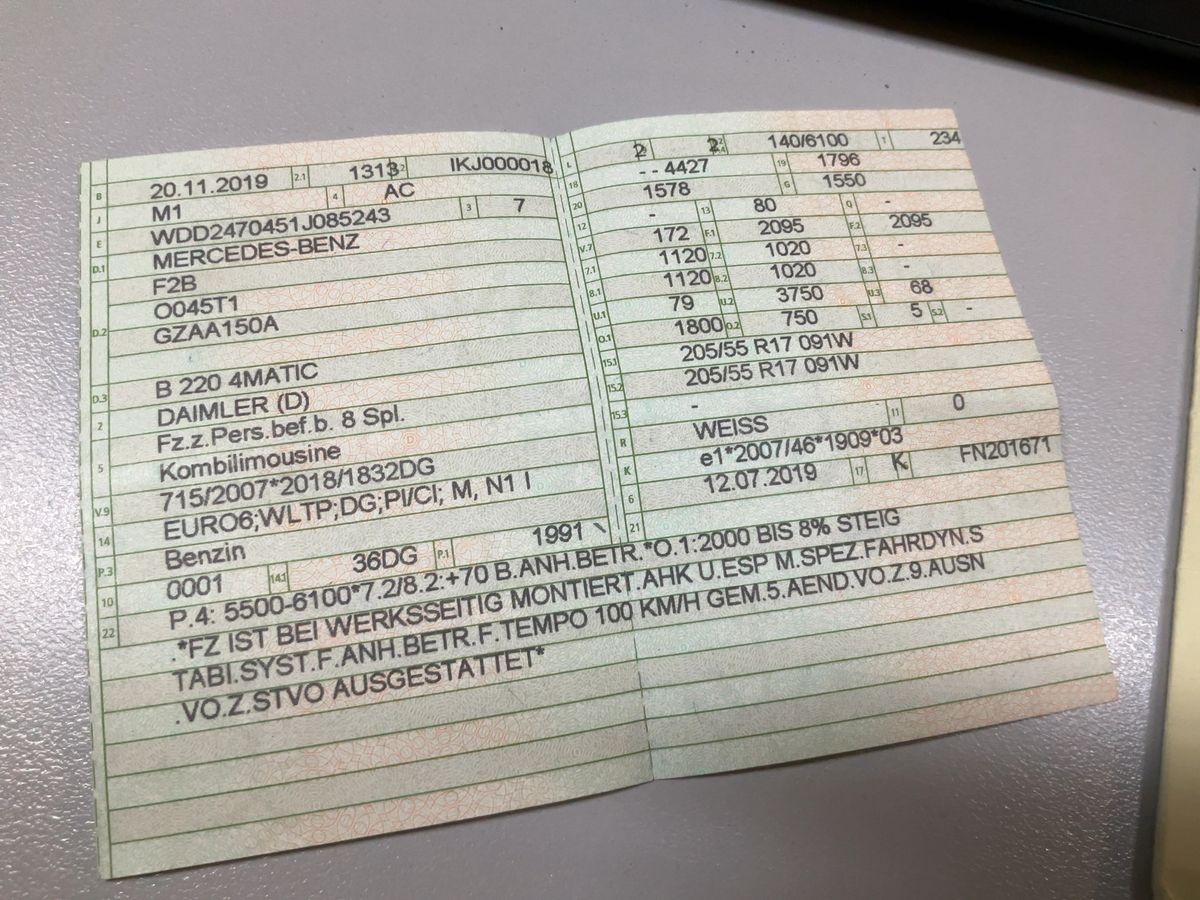 B 20.11.2019 2.1 1313 2.2 IKJ000018
J M1 4 AC
E WDD2470451J085243 3 7
D.1 MERCEDES-BENZ
F2B
D.2 O045T1
GZAA150A
D.3 B 220 4MATIC
2 DAIMLER (D)
5 Fz.z.Pers.bef.b. 8 Spl.
Kombilimousine
V.9 715/2007*2018/1832DG
14 EURO6;WLTP;DG;PI/CI; M, N1 I
P.3 Benzin P.1 1991
10 0001 14.1 36DG
L 2 2 140/6100 T 234
18 - - 4427 19 1796
20 1578 G 1550
12 - 13 80 Q -
V.7 172 F.1 2095 F.2 2095
7.1 1120 7.2 1020 7.3 -
8.1 1120 8.2 1020 8.3 -
U.1 79 U.2 3750 U.3 68
O.1 1800 O.2 750 S.1 5 S.2 -
15.1 205/55 R17 091W
15.2 205/55 R17 091W
15.3 -
R WEISS 11 0
K e1*2007/46*1909*03
6 12.07.2019 17 K FN201671
21
22 P.4: 5500-6100*7.2/8.2:+70 B.ANH.BETR.*O.1:2000 BIS 8% STEIG
.*FZ IST BEI WERKSSEITIG MONTIERT.AHK U.ESP M.SPEZ.FAHRDYN.S
TABI.SYST.F.ANH.BETR.F.TEMPO 100 KM/H GEM.5.AEND.VO.Z.9.AUSN
.VO.Z.STVO AUSGESTATTET*